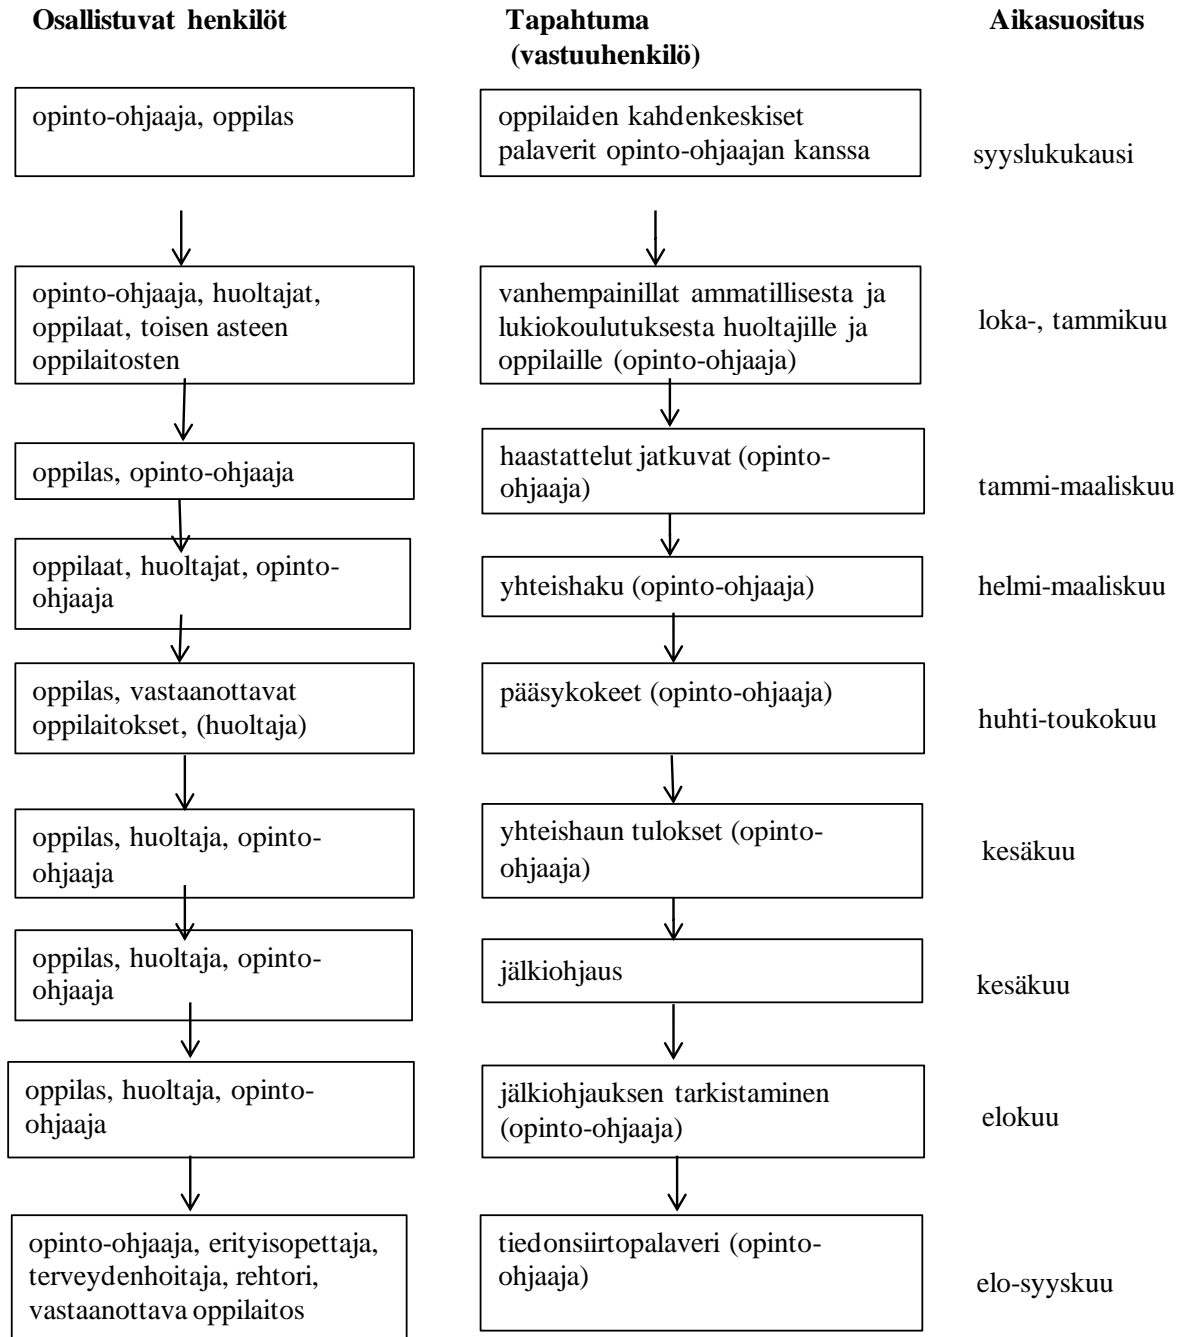 Osallistuvat henkilöt
Tapahtuma
(vastuuhenkilö)
Aikasuositus
opinto-ohjaaja, oppilas
oppilaiden kahdenkeskiset
palaverit opinto-ohjaajan kanssa
syyslukukausi
opinto-ohjaaja, huoltajat,
oppilaat, toisen asteen
oppilaitosten
vanhempainillat ammatillisesta ja
lukiokoulutuksesta huoltajille ja
oppilaille (opinto-ohjaaja)
loka-, tammikuu
oppilas, opinto-ohjaaja
haastattelut jatkuvat (opinto-
ohjaaja)
tammi-maaliskuu
oppilaat, huoltajat, opinto-
ohjaaja
yhteishaku (opinto-ohjaaja)
helmi-maaliskuu
oppilas, vastaanottavat
oppilaitokset, (huoltaja)
pääsykokeet (opinto-ohjaaja)
huhti-toukokuu
oppilas, huoltaja, opinto-
ohjaaja
yhteishaun tulokset (opinto-
ohjaaja)
kesäkuu
oppilas, huoltaja, opinto-
ohjaaja
jälkiohjaus
kesäkuu
oppilas, huoltaja, opinto-
ohjaaja
jälkiohjauksen tarkistaminen
(opinto-ohjaaja)
elokuu
opinto-ohjaaja, erityisopettaja,
terveydenhoitaja, rehtori,
vastaanottava oppilaitos
tiedonsiirtopalaveri (opinto-
ohjaaja)
elo-syyskuu